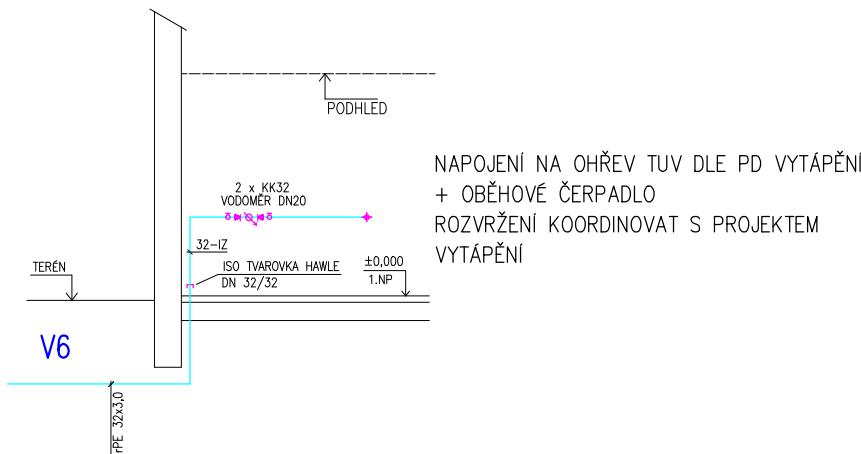 PODHLED
NAPOJENÍ NA OHŘEV TUV DLE PD VYTÁPĚNÍ
+ OBĚHOVÉ ČERPADLO
ROZVRŽENÍ KOORDINOVAT S PROJEKTEM
VYTÁPĚNÍ
2 x KK32
VODOMĚR DN20
32-IZ
TERÉN
ISO TVAROVKA HAWLE
DN 32/32
±0,000
1.NP
V6
rPE 32x3,0